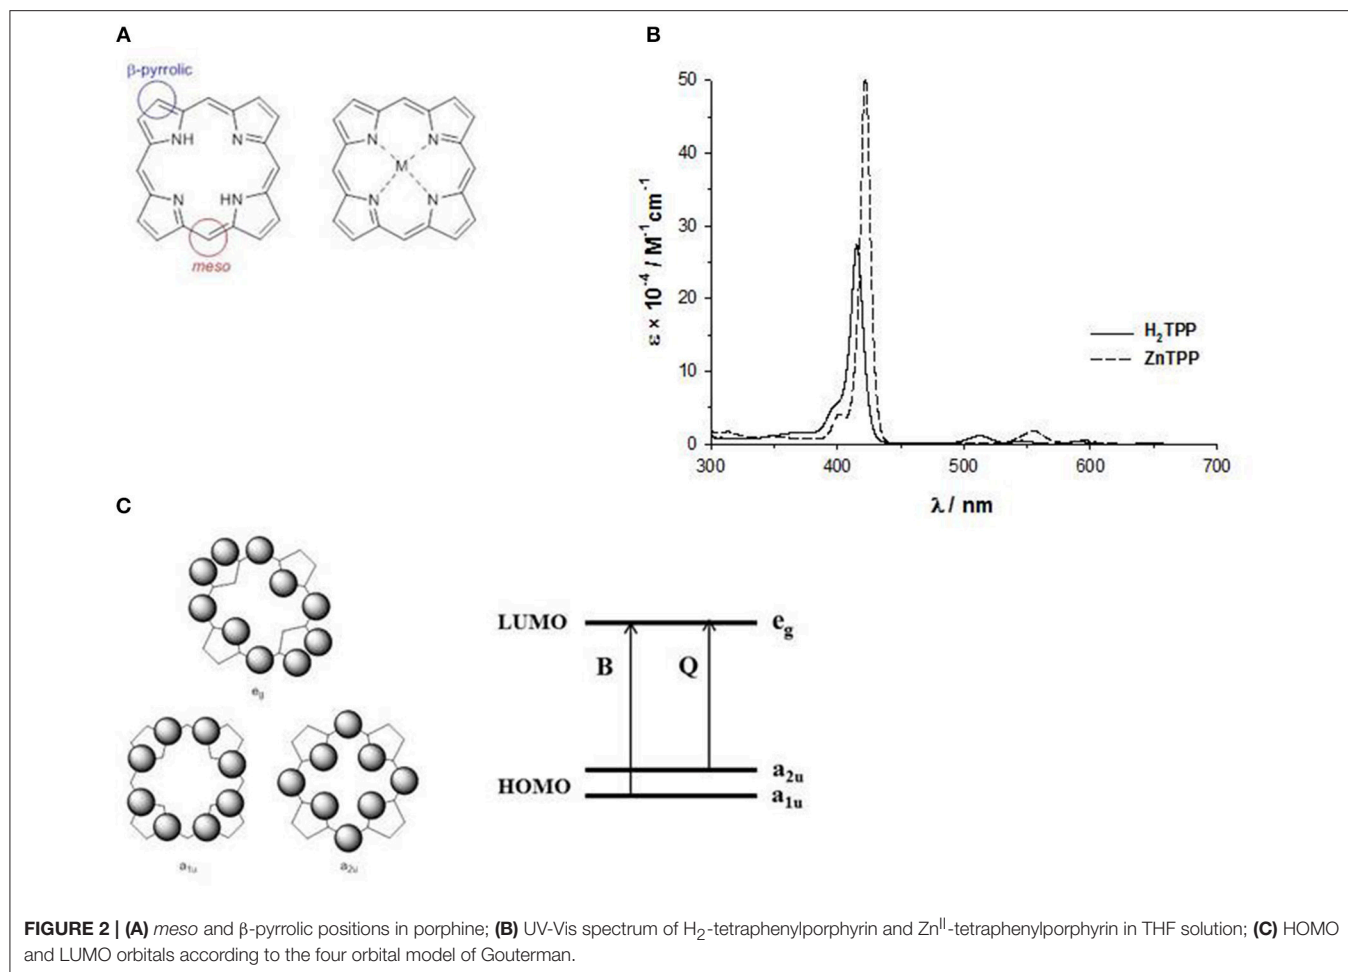 A
β-pyrrolic
NH
N
N
HN
meso
N
N
M
N
N
B
50
40
30
20
10
0
ε × 10⁻⁴ / M⁻¹cm⁻¹
300
400
500
600
700
λ / nm
H₂TPP
ZnTPP
C
e_g
a₁ᵤ
a₂ᵤ
LUMO
e_g
B
Q
HOMO
a₂ᵤ
a₁ᵤ
FIGURE 2 | (A) meso and β-pyrrolic positions in porphine; (B) UV-Vis spectrum of H₂-tetraphenylporphyrin and Znᴵᴵ-tetraphenylporphyrin in THF solution; (C) HOMO
and LUMO orbitals according to the four orbital model of Gouterman.